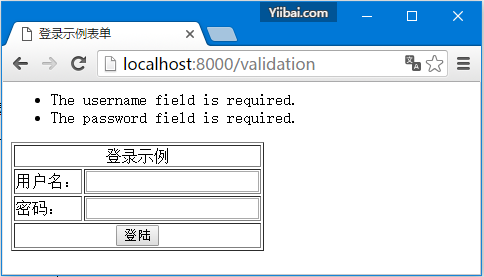 Yiibai.com
登录示例表单
localhost:8000/validation
The username field is required.
The password field is required.
登录示例
用户名：
密码：
登陆